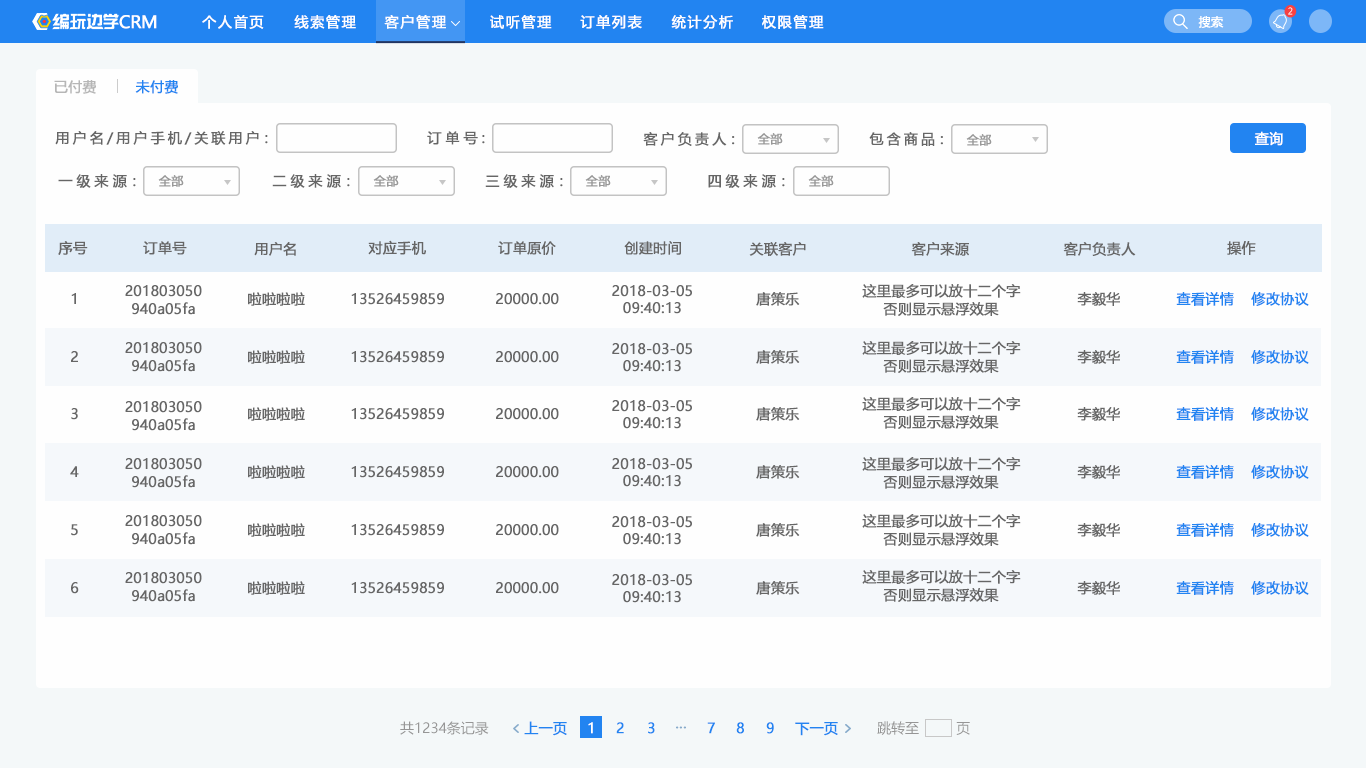 编玩边学CRM 个人首页 线索管理 客户管理 试听管理 订单列表 统计分析 权限管理 搜索 2
已付费 未付费
用户名/用户手机/关联用户: 订单号: 客户负责人: 全部 包含商品: 全部 查询
一级来源: 全部 二级来源: 全部 三级来源: 全部 四级来源: 全部
序号 订单号 用户名 对应手机 订单原价 创建时间 关联客户 客户来源 客户负责人 操作
1 201803050 940a05fa 啦啦啦啦 13526459859 20000.00 2018-03-05 09:40:13 唐策乐 这里最多可以放十二个字 否则显示悬浮效果 李毅华 查看详情 修改协议
2 201803050 940a05fa 啦啦啦啦 13526459859 20000.00 2018-03-05 09:40:13 唐策乐 这里最多可以放十二个字 否则显示悬浮效果 李毅华 查看详情 修改协议
3 201803050 940a05fa 啦啦啦啦 13526459859 20000.00 2018-03-05 09:40:13 唐策乐 这里最多可以放十二个字 否则显示悬浮效果 李毅华 查看详情 修改协议
4 201803050 940a05fa 啦啦啦啦 13526459859 20000.00 2018-03-05 09:40:13 唐策乐 这里最多可以放十二个字 否则显示悬浮效果 李毅华 查看详情 修改协议
5 201803050 940a05fa 啦啦啦啦 13526459859 20000.00 2018-03-05 09:40:13 唐策乐 这里最多可以放十二个字 否则显示悬浮效果 李毅华 查看详情 修改协议
6 201803050 940a05fa 啦啦啦啦 13526459859 20000.00 2018-03-05 09:40:13 唐策乐 这里最多可以放十二个字 否则显示悬浮效果 李毅华 查看详情 修改协议
共1234条记录 <上一页 1 2 3 ··· 7 8 9 下一页> 跳转至 页